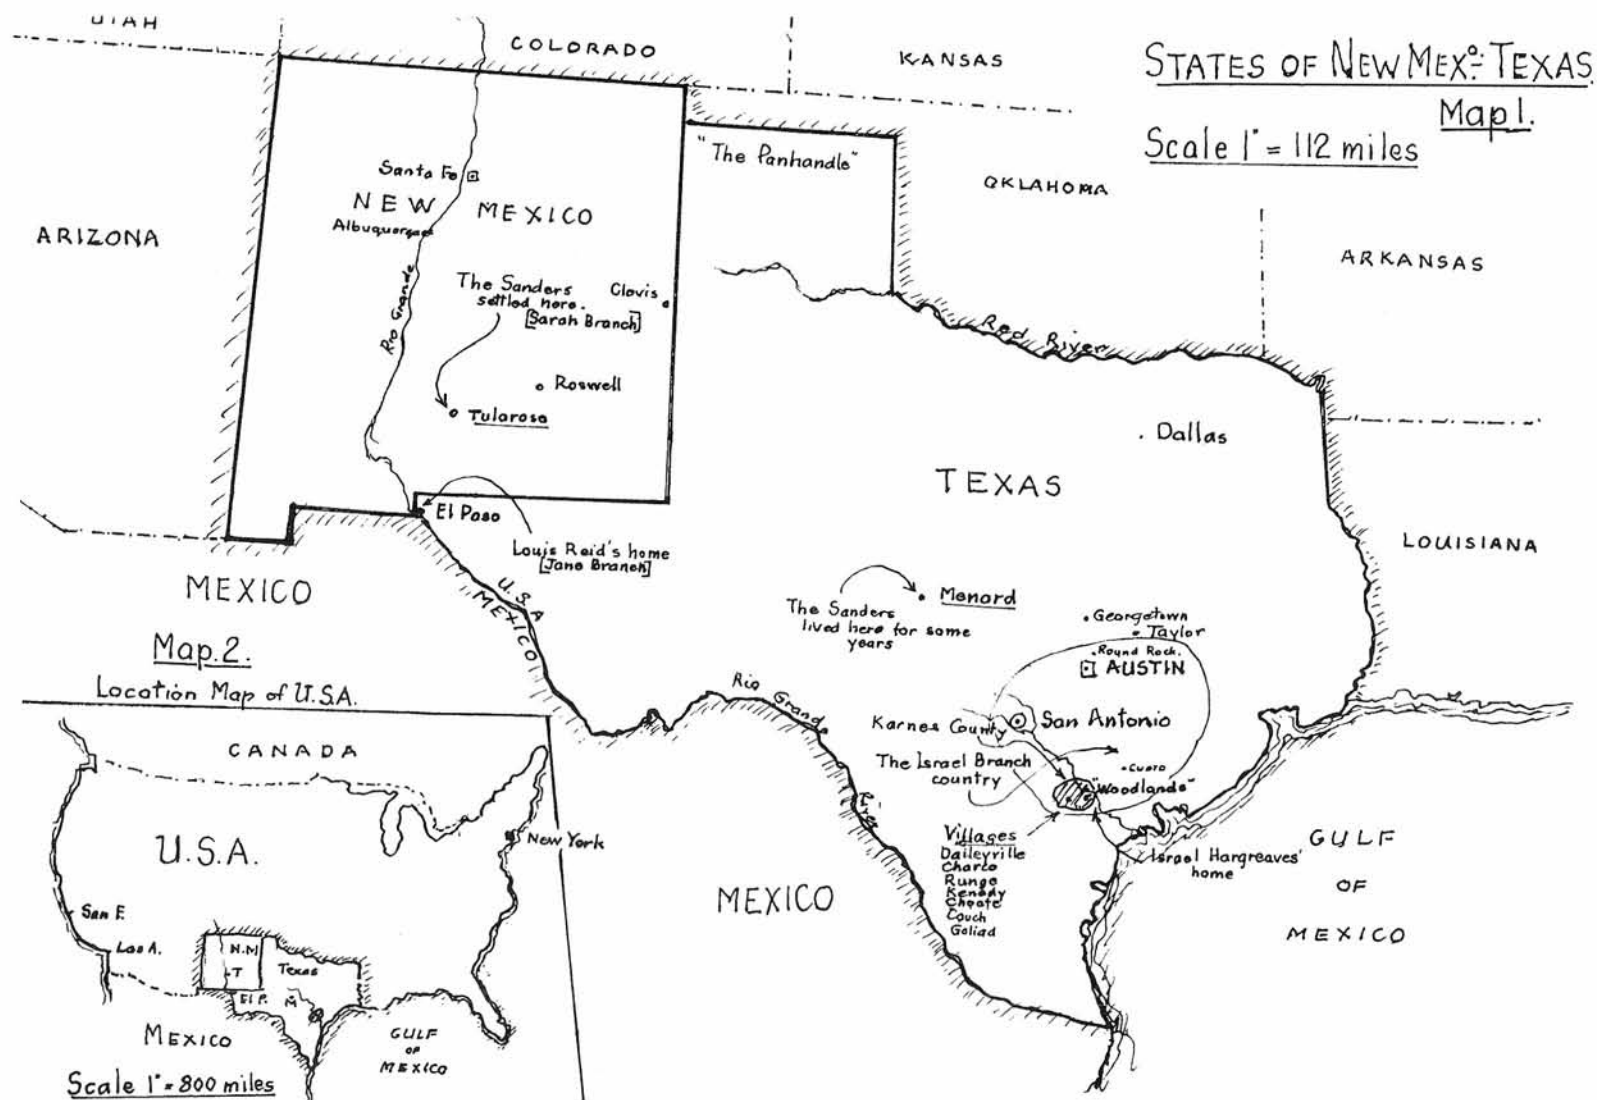 UTAH
COLORADO
KANSAS
STATES OF NEW MEXº: TEXAS.
Map 1.
Scale 1" = 112 miles
"The Panhandle"
OKLAHOMA
Santa Fe
NEW MEXICO
Albuquerque
ARIZONA
ARKANSAS
Rio Grande
The Sanders
settled here.
[Sarah Branch]
Clovis
Red River
Roswell
Tularosa
Dallas
TEXAS
El Paso
LOUISIANA
Louis Reid's home
[Jane Branch]
U.S.A
MEXICO
MEXICO
Menard
The Sanders
lived here for some
years
Georgetown
Taylor
Round Rock.
AUSTIN
Map.2.
Location Map of U.S.A.
Rio Grand
River
Karnes County
San Antonio
The Israel Branch
country
Cuero
"Woodlands"
Villages
Daileyville
Charco
Runge
Kenedy
Choate
Couch
Goliad
Israel Hargreaves'
home
GULF
OF
MEXICO
MEXICO
CANADA
U.S.A.
New York
San F.
Los A.
N.M
T
Texas
El P.
M
MEXICO
GULF
OF
MEXICO
Scale 1" = 800 miles